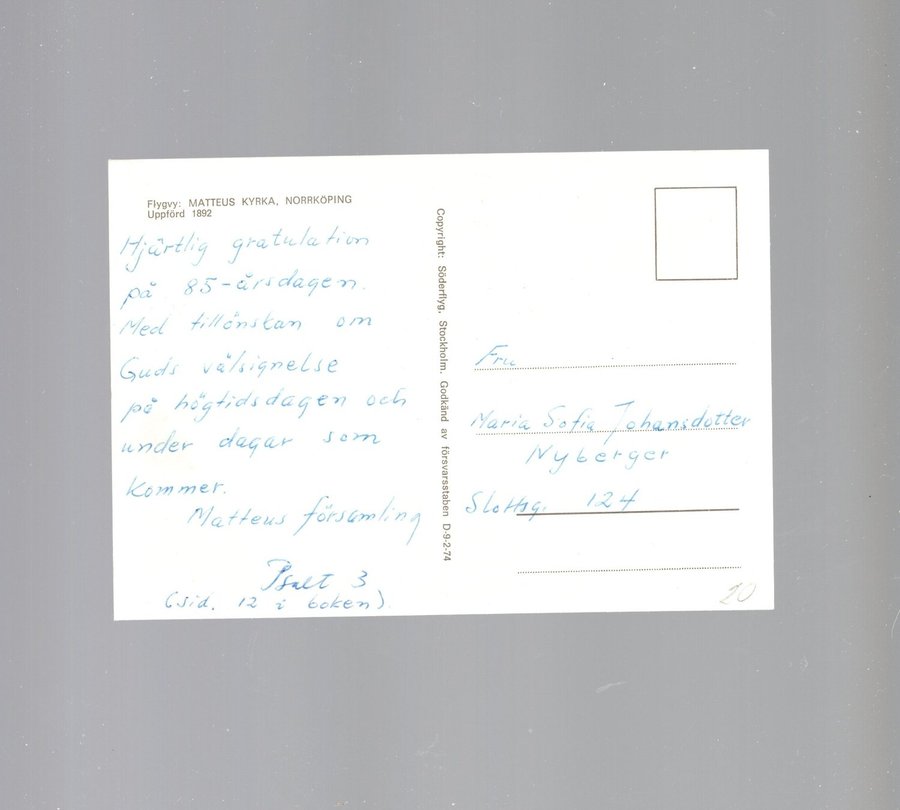 Flygvy: MATTEUS KYRKA, NORRKÖPING
Uppförd 1892
Hjärtlig gratulation
på 85-årsdagen.
Med tillönskan om
Guds välsignelse
på högtidsdagen och
under dagar som
kommer.
Matteus församling
Psalt 3
(sid. 12 i boken).
Copyright: Söderflyg, Stockholm. Godkänd av försvarsstaben D-9-2-74
Fru
Maria Sofia Johansdotter
Nyberger
Slottsg. 124
20